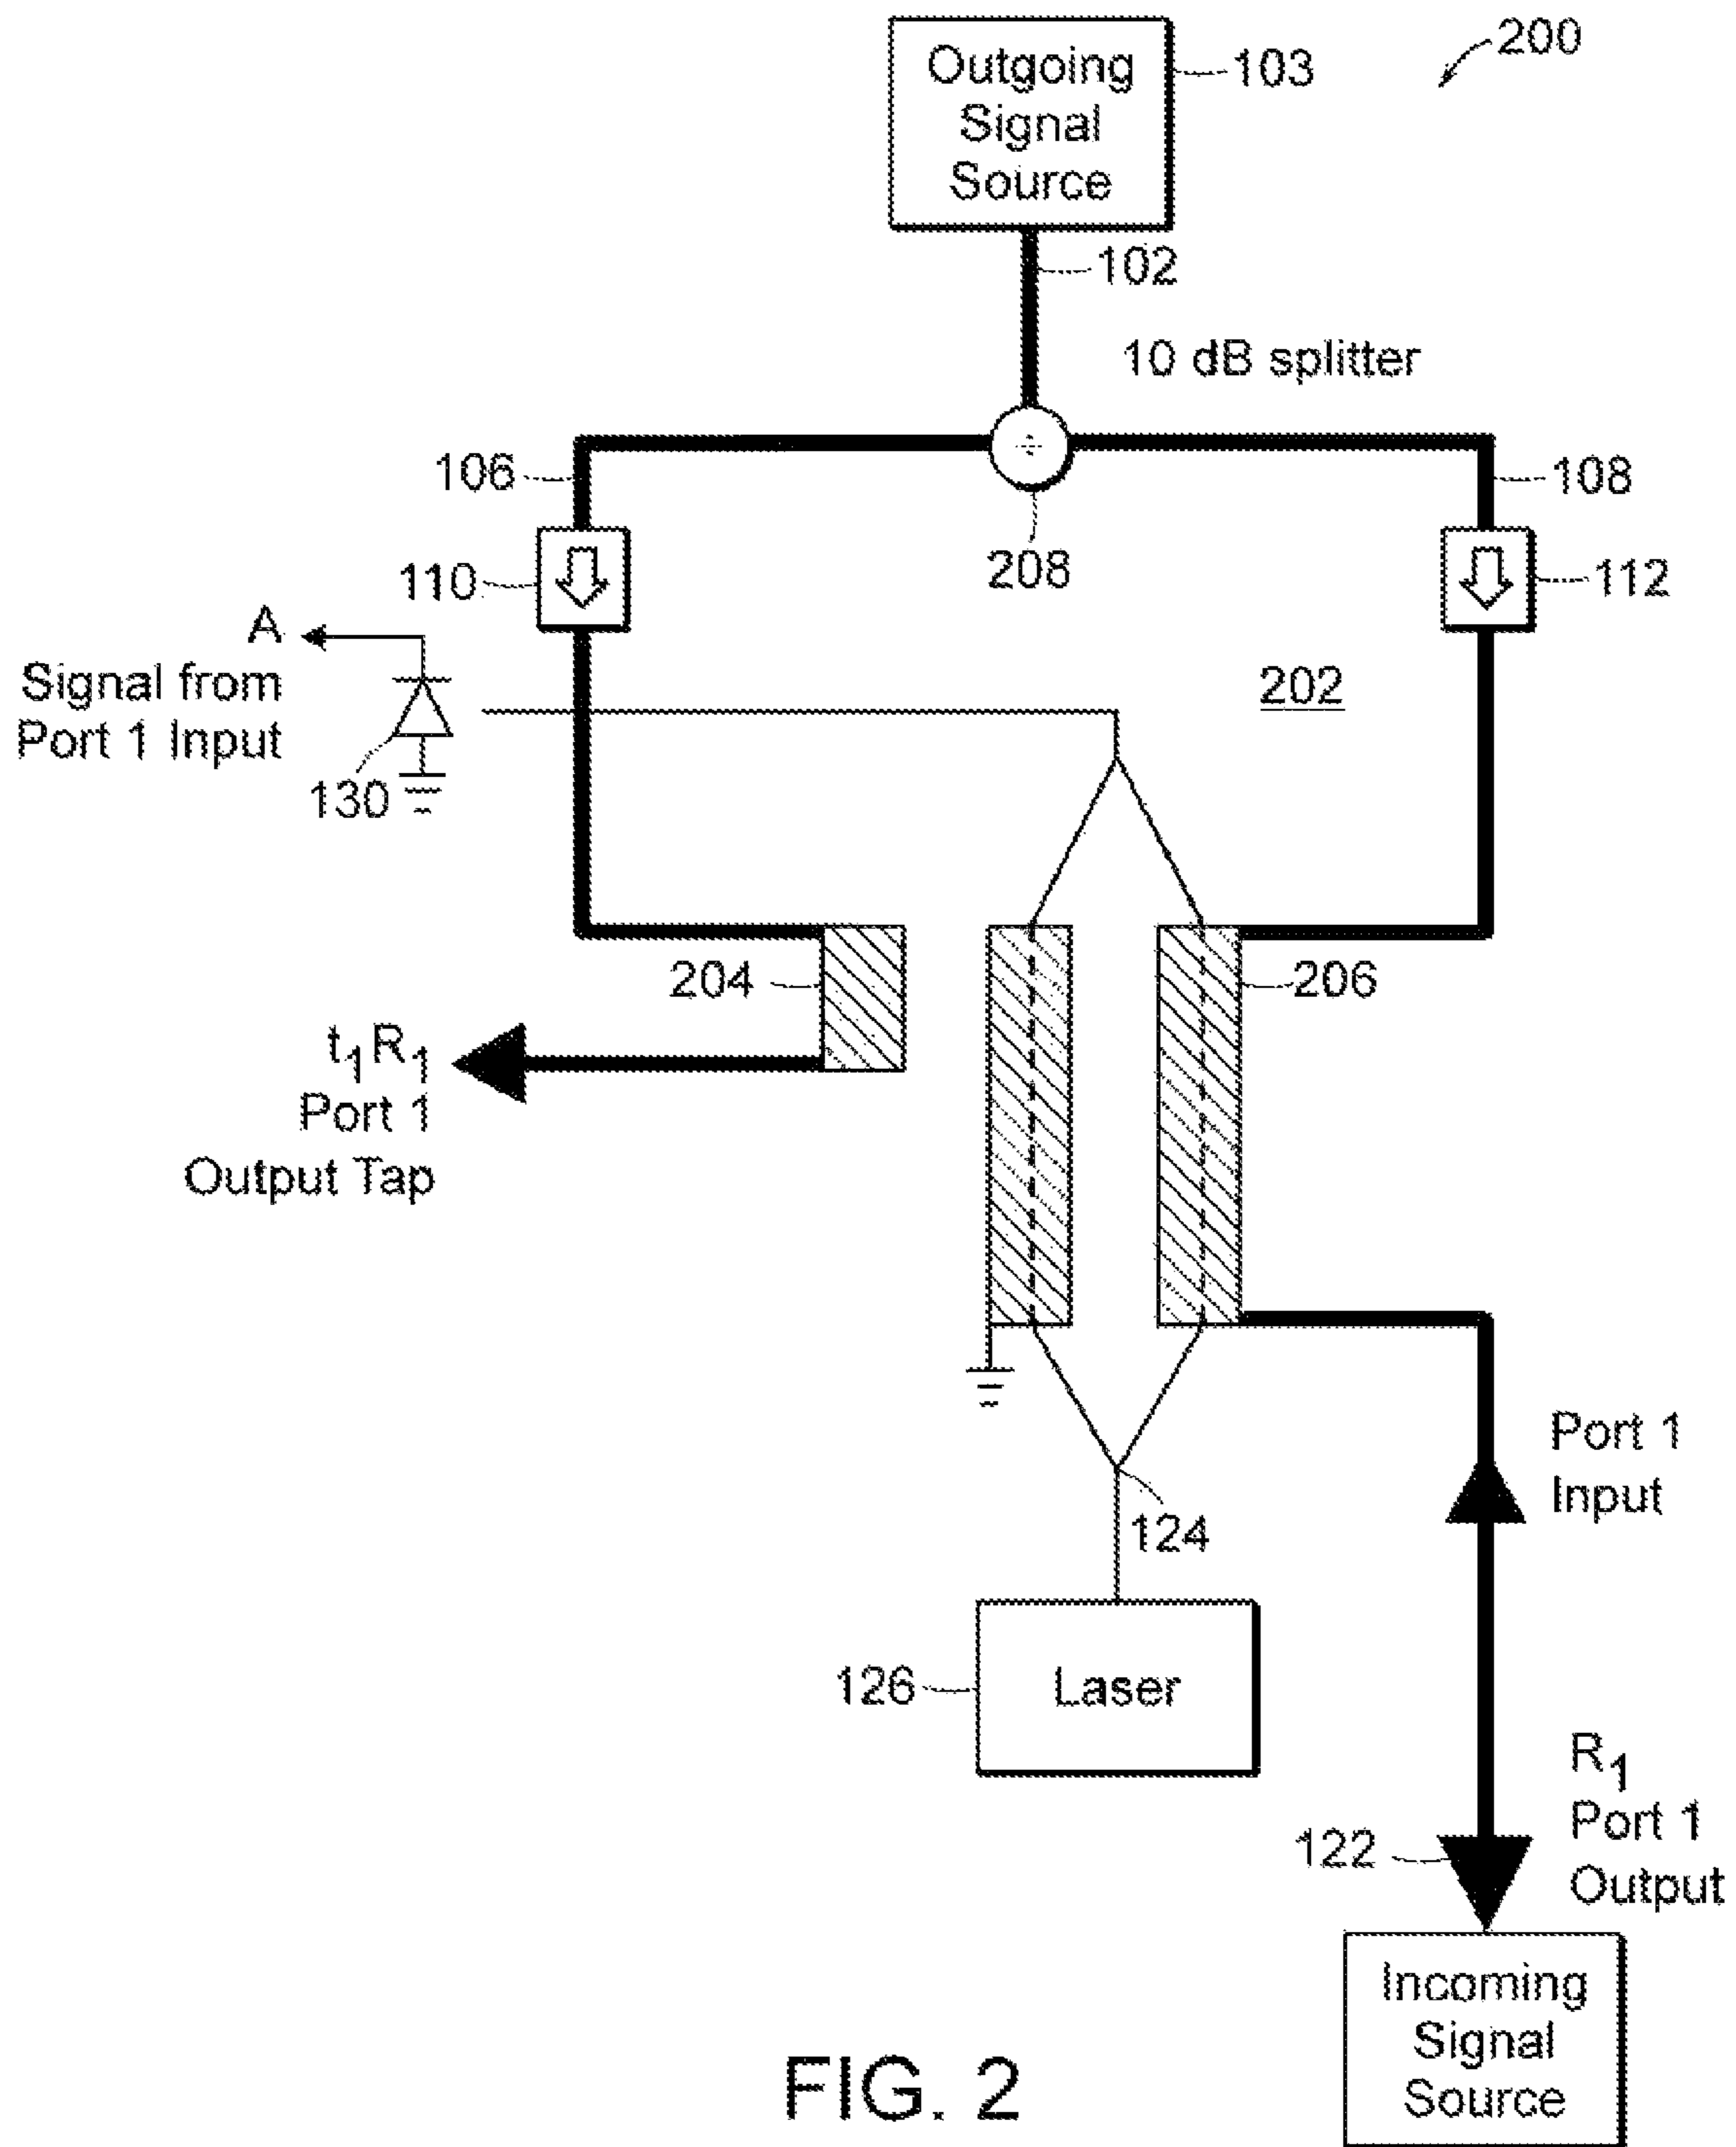 200
Outgoing
Signal
Source
103
102
10 dB splitter
106
108
208
110
112
A
Signal from
Port 1 Input
130
202
204
206
t1R1
Port 1
Output Tap
124
Port 1
Input
126
Laser
R1
Port 1
Output
122
Incoming
Signal
Source
FIG. 2